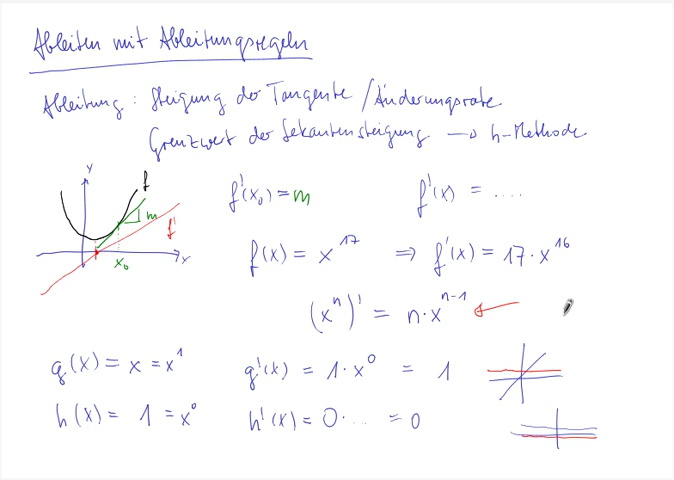 Ableiten mit Ableitungsregeln
Ableitung: Steigung der Tangente / Änderungsrate
Grenzwert der Sekantensteigung → h-Methode
y
f
m
f'
x₀
x
f'(x₀) = m
f'(x) = ....
f(x) = x¹⁷ ⇒ f'(x) = 17·x¹⁶
(xⁿ)' = n·xⁿ⁻¹
g(x) = x = x¹
g'(x) = 1·x⁰ = 1
h(x) = 1 = x⁰
h'(x) = 0·... = 0